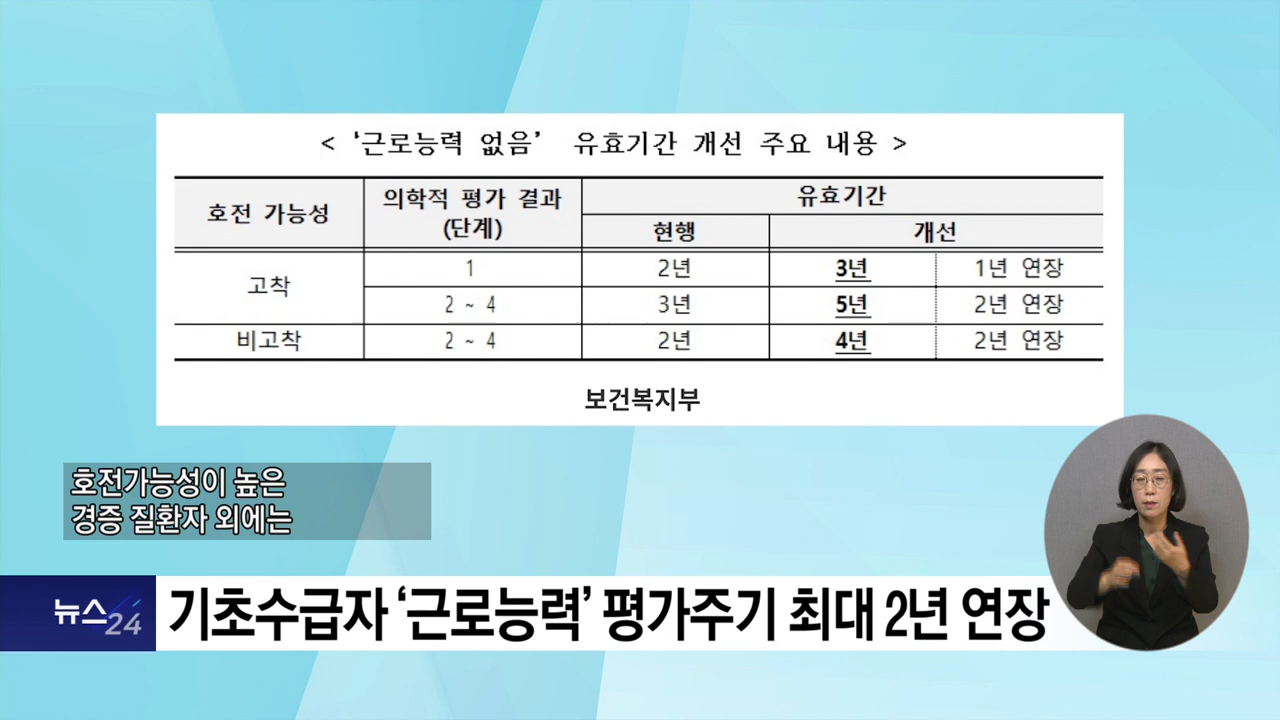 < ‘근로능력 없음’ 유효기간 개선 주요 내용 >
호전 가능성
의학적 평가 결과
(단계)
유효기간
현행
개선
고착
1
2년
3년
1년 연장
2 ~ 4
3년
5년
2년 연장
비고착
2 ~ 4
2년
4년
2년 연장
보건복지부
호전가능성이 높은
경증 질환자 외에는
뉴스
24
기초수급자 ‘근로능력’ 평가주기 최대 2년 연장